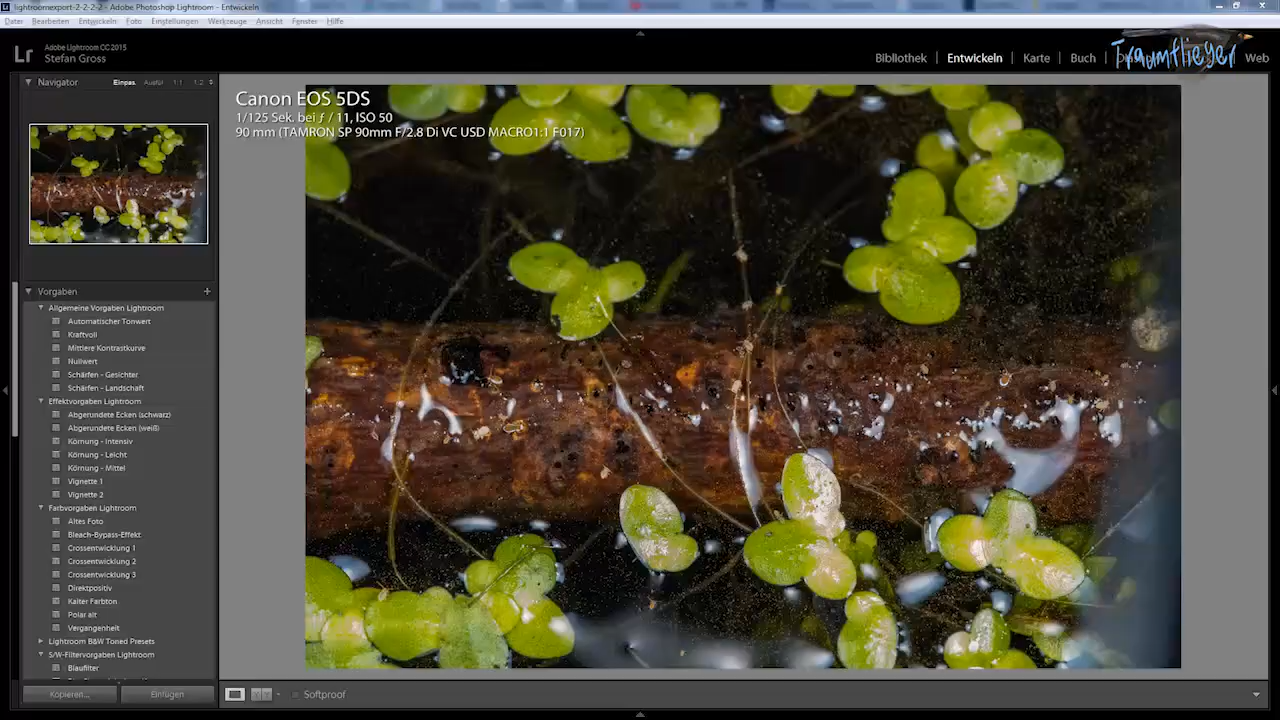 lightroomexport-2-2-2-2 - Adobe Photoshop Lightroom - Entwickeln
Datei Bearbeiten Entwickeln Foto Einstellungen Werkzeuge Ansicht Fenster Hilfe
Lr
Adobe Lightroom CC 2015
Stefan Gross
Bibliothek | Entwickeln | Karte | Buch | Web
Traumflieger
Navigator Einpas. Ausfül. 1:1 1:2
Canon EOS 5DS
1/125 Sek. bei ƒ / 11, ISO 50
90 mm (TAMRON SP 90mm F/2.8 Di VC USD MACRO1:1 F017)
Vorgaben +
Allgemeine Vorgaben Lightroom
Automatischer Tonwert
Kraftvoll
Mittlere Kontrastkurve
Nullwert
Schärfen - Gesichter
Schärfen - Landschaft
Effektvorgaben Lightroom
Abgerundete Ecken (schwarz)
Abgerundete Ecken (weiß)
Körnung - Intensiv
Körnung - Leicht
Körnung - Mittel
Vignette 1
Vignette 2
Farbvorgaben Lightroom
Altes Foto
Bleach-Bypass-Effekt
Crossentwicklung 1
Crossentwicklung 2
Crossentwicklung 3
Direktpositiv
Kalter Farbton
Polar alt
Vergangenheit
Lightroom B&W Toned Presets
S/W-Filtervorgaben Lightroom
Blaufilter
Kopieren... Einfügen
Softproof